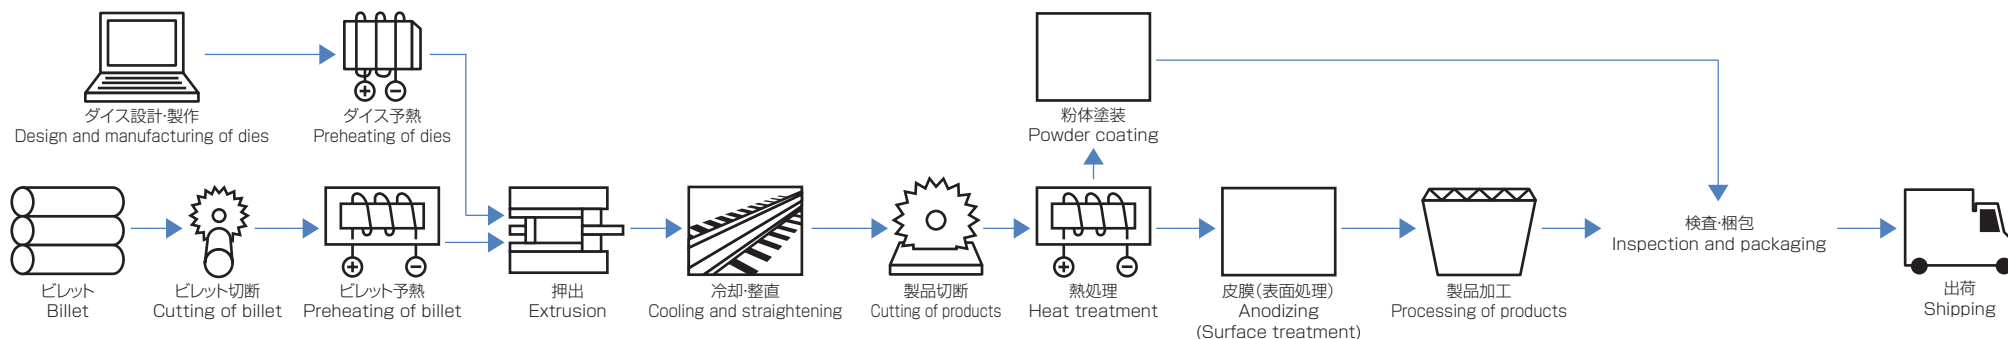 ダイス設計・製作
Design and manufacturing of dies
ダイス予熱
Preheating of dies
粉体塗装
Powder coating
ビレット
Billet
ビレット切断
Cutting of billet
ビレット予熱
Preheating of billet
押出
Extrusion
冷却・整直
Cooling and straightening
製品切断
Cutting of products
熱処理
Heat treatment
皮膜(表面処理)
Anodizing
(Surface treatment)
製品加工
Processing of products
検査・梱包
Inspection and packaging
出荷
Shipping